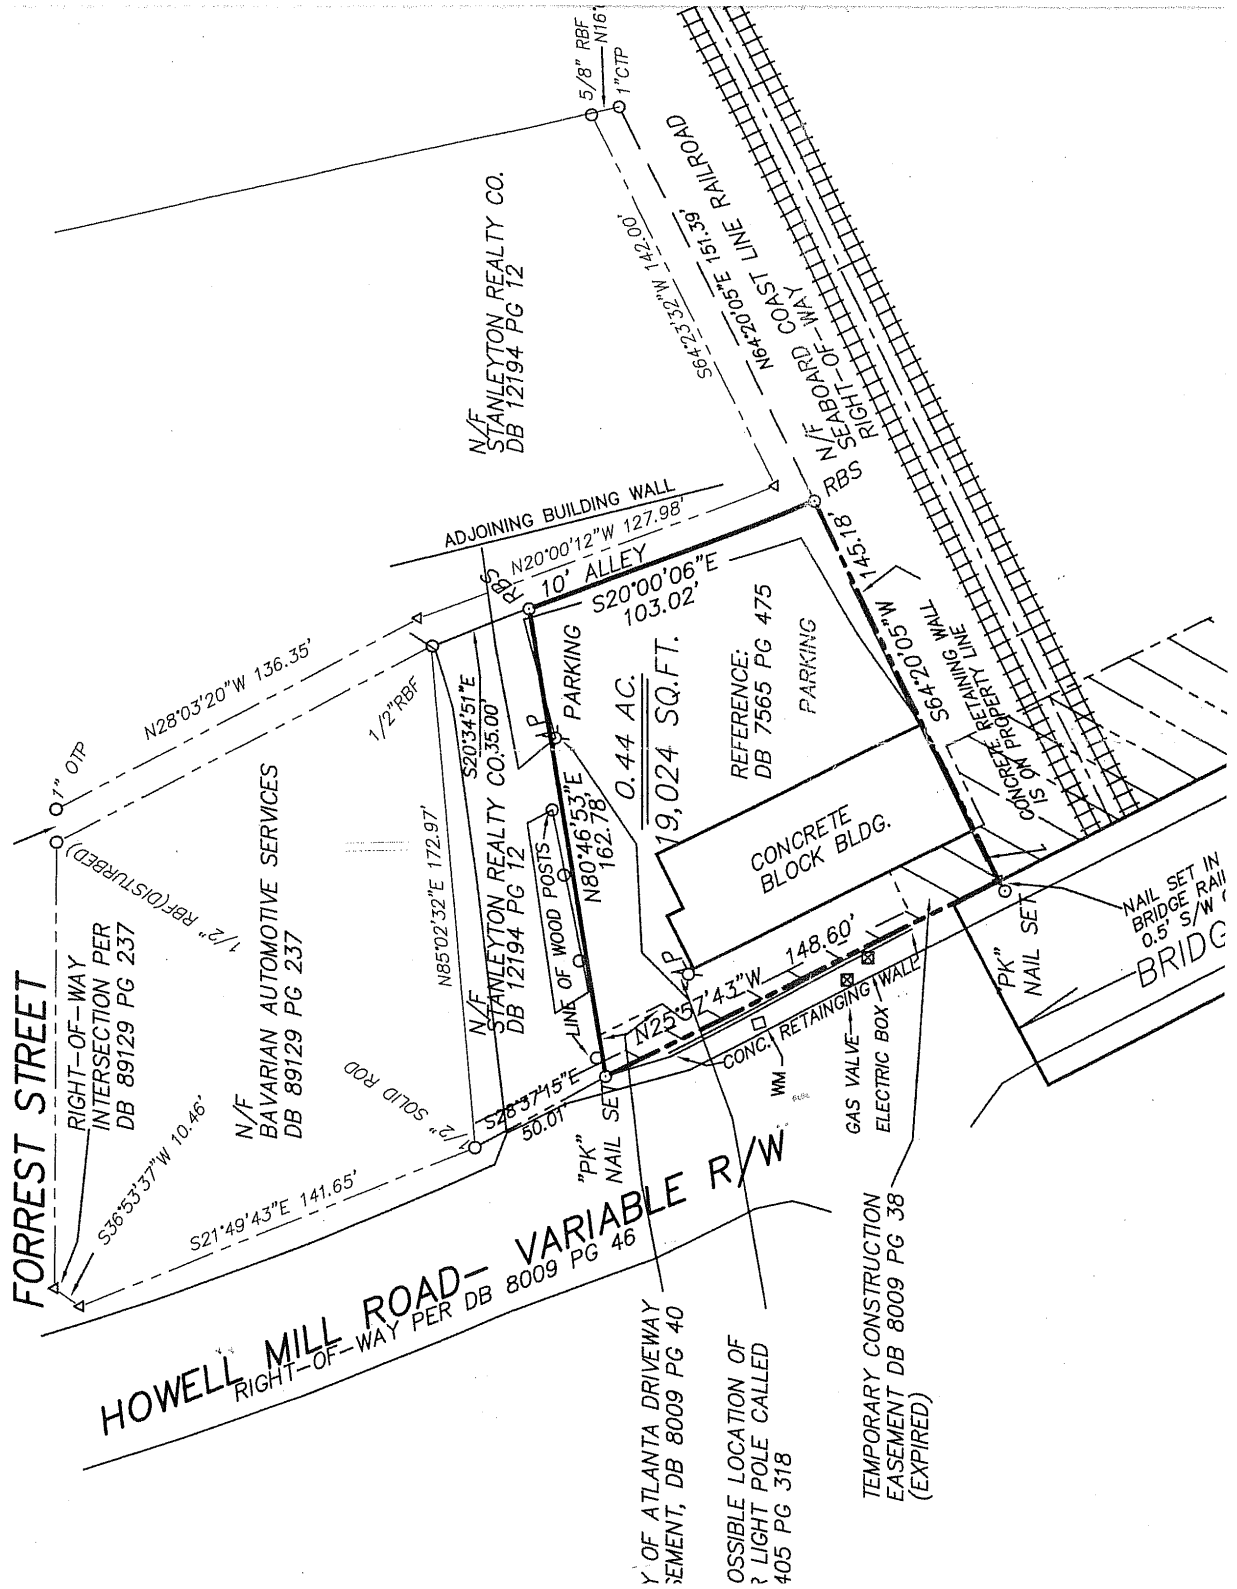 5/8" RBF
N16°
1"CTP
N/F
STANLEYTON REALTY CO.
DB 12194 PG 12
S64°23'32"W 142.00'
N64°20'05"E 151.39'
N/F
SEABOARD COAST LINE RAILROAD
RIGHT-OF-WAY
RBS
ADJOINING BUILDING WALL
N20°00'12"W 127.98'
10' ALLEY
RBS
S20°00'06"E
103.02'
N28°03'20"W 136.35'
1" OTP
1/2"RBF
1/2" RBF(DISTURBED)
S20°34'51"E
35.00'
N85°02'32"E 172.97'
N/F
STANLEYTON REALTY CO.
DB 12194 PG 12
LINE OF WOOD POSTS
N80°46'53"E
162.78'
LP
PARKING
0.44 AC.
19,024 SQ.FT.
REFERENCE:
DB 7565 PG 475
PARKING
S64°20'05"W 145.18'
CONCRETE RETAINING WALL
IS ON PROPERTY LINE
CONCRETE
BLOCK BLDG.
FORREST STREET
RIGHT-OF-WAY
INTERSECTION PER
DB 89129 PG 237
S36°53'37"W 10.46'
N/F
BAVARIAN AUTOMOTIVE SERVICES
DB 89129 PG 237
1/2" SOLID ROD
S21°49'43"E 141.65'
S28°37'15"E
50.01'
"PK"
NAIL SET
N25°57'43"W 148.60'
LP
CONC. RETAINGING WALL
WM
GAS VALVE
ELECTRIC BOX
"PK"
NAIL SET
NAIL SET IN
BRIDGE RAI
0.5' S/W
BRIDG
HOWELL MILL ROAD- VARIABLE R/W
RIGHT-OF-WAY PER DB 8009 PG 46
Y OF ATLANTA DRIVEWAY
SEMENT, DB 8009 PG 40
OSSIBLE LOCATION OF
R LIGHT POLE CALLED
405 PG 318
TEMPORARY CONSTRUCTION
EASEMENT DB 8009 PG 38
(EXPIRED)